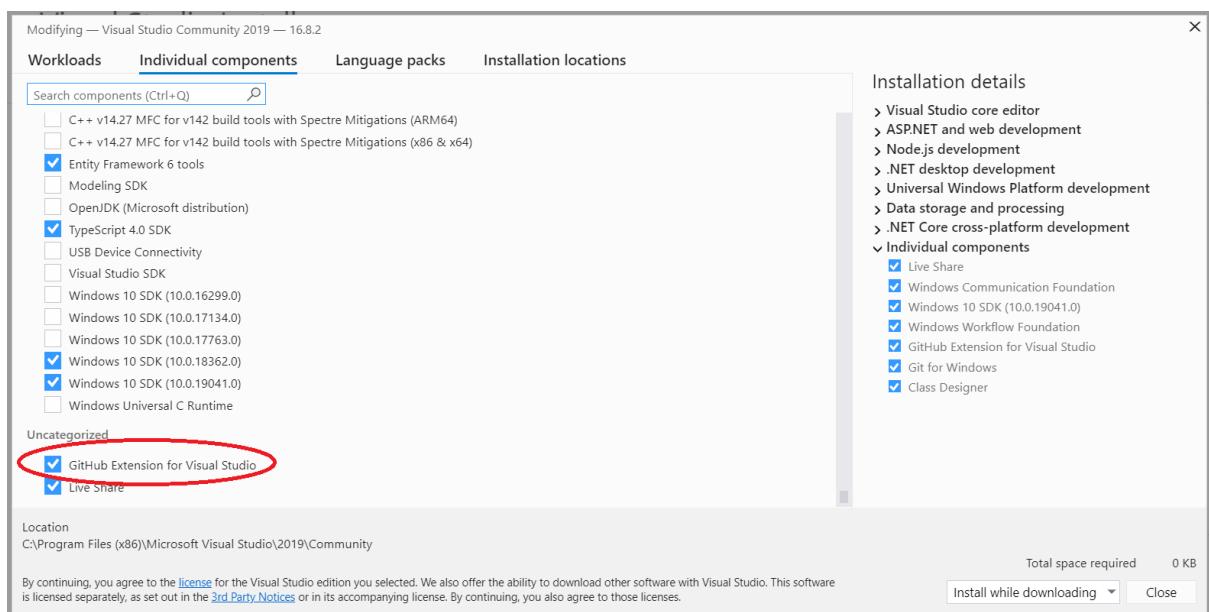 Modifying — Visual Studio Community 2019 — 16.8.2
Workloads Individual components Language packs Installation locations
Search components (Ctrl+Q)
C++ v14.27 MFC for v142 build tools with Spectre Mitigations (ARM64)
C++ v14.27 MFC for v142 build tools with Spectre Mitigations (x86 & x64)
Entity Framework 6 tools
Modeling SDK
OpenJDK (Microsoft distribution)
TypeScript 4.0 SDK
USB Device Connectivity
Visual Studio SDK
Windows 10 SDK (10.0.16299.0)
Windows 10 SDK (10.0.17134.0)
Windows 10 SDK (10.0.17763.0)
Windows 10 SDK (10.0.18362.0)
Windows 10 SDK (10.0.19041.0)
Windows Universal C Runtime
Uncategorized
GitHub Extension for Visual Studio
Live Share
Installation details
Visual Studio core editor
ASP.NET and web development
Node.js development
.NET desktop development
Universal Windows Platform development
Data storage and processing
.NET Core cross-platform development
Individual components
Live Share
Windows Communication Foundation
Windows 10 SDK (10.0.19041.0)
Windows Workflow Foundation
GitHub Extension for Visual Studio
Git for Windows
Class Designer
Location
C:\Program Files (x86)\Microsoft Visual Studio\2019\Community
By continuing, you agree to the license for the Visual Studio edition you selected. We also offer the ability to download other software with Visual Studio. This software
is licensed separately, as set out in the 3rd Party Notices or in its accompanying license. By continuing, you also agree to those licenses.
Total space required 0 KB
Install while downloading Close